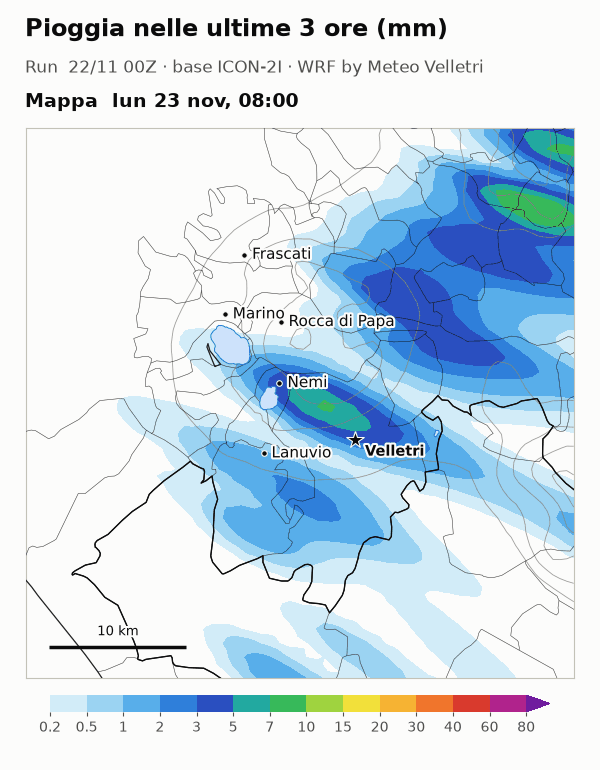 Pioggia nelle ultime 3 ore (mm)
Run  22/11 00Z · base ICON-2I · WRF by Meteo Velletri
Mappa  lun 23 nov, 08:00
Frascati
Marino
Rocca di Papa
Nemi
Velletri
Lanuvio
10 km
0.2 0.5 1 2 3 5 7 10 15 20 30 40 60 80